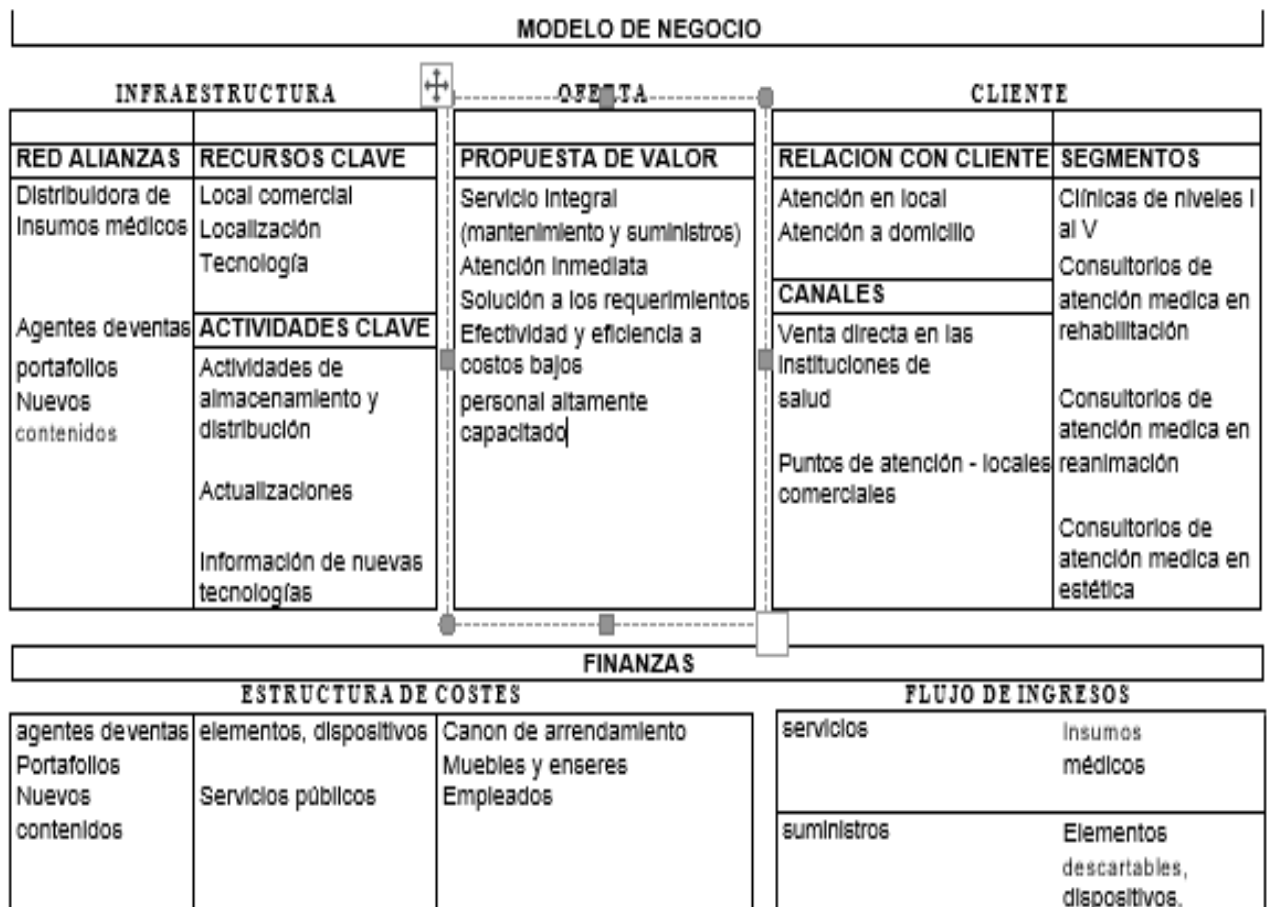 MODELO DE NEGOCIO
INFRAESTRUCTURA
OFERTA
CLIENTE
RED ALIANZAS
Distribuidora de
Insumos médicos
Agentes de ventas
portafolios
Nuevos
contenidos
RECURSOS CLAVE
Local comercial
Localización
Tecnología
ACTIVIDADES CLAVE
Actividades de
almacenamiento y
distribución
Actualizaciones
Información de nuevas
tecnologías
PROPUESTA DE VALOR
Servicio Integral
(mantenimiento y suministros)
Atención Inmediata
Solución a los requerimientos
Efectividad y eficiencia a
costos bajos
personal altamente
capacitado
RELACION CON CLIENTE
Atención en local
Atención a domicilio
CANALES
Venta directa en las
Instituciones de
salud
Puntos de atención - locales
comerciales
SEGMENTOS
Clínicas de niveles I
al V
Consultorios de
atención medica en
rehabilitación
Consultorios de
atención medica en
reanimación
Consultorios de
atención medica en
estética
FINANZAS
ESTRUCTURA DE COSTES
agentes de ventas
Portafolios
Nuevos
contenidos
elementos, dispositivos
Servicios públicos
Canon de arrendamiento
Muebles y enseres
Empleados
FLUJO DE INGRESOS
servicios
Insumos
médicos
suministros
Elementos
descartables,
dispositivos,